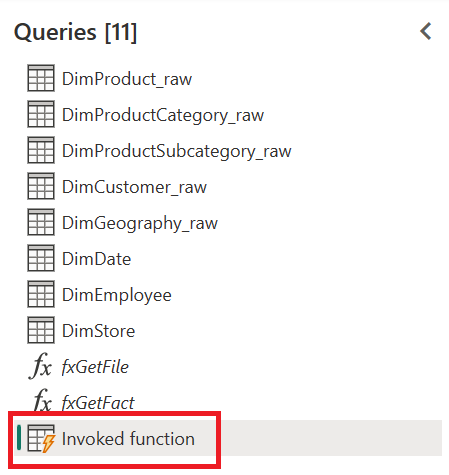 Queries [11]
DimProduct_raw
DimProductCategory_raw
DimProductSubcategory_raw
DimCustomer_raw
DimGeography_raw
DimDate
DimEmployee
DimStore
fx fxGetFile
fx fxGetFact
Invoked function